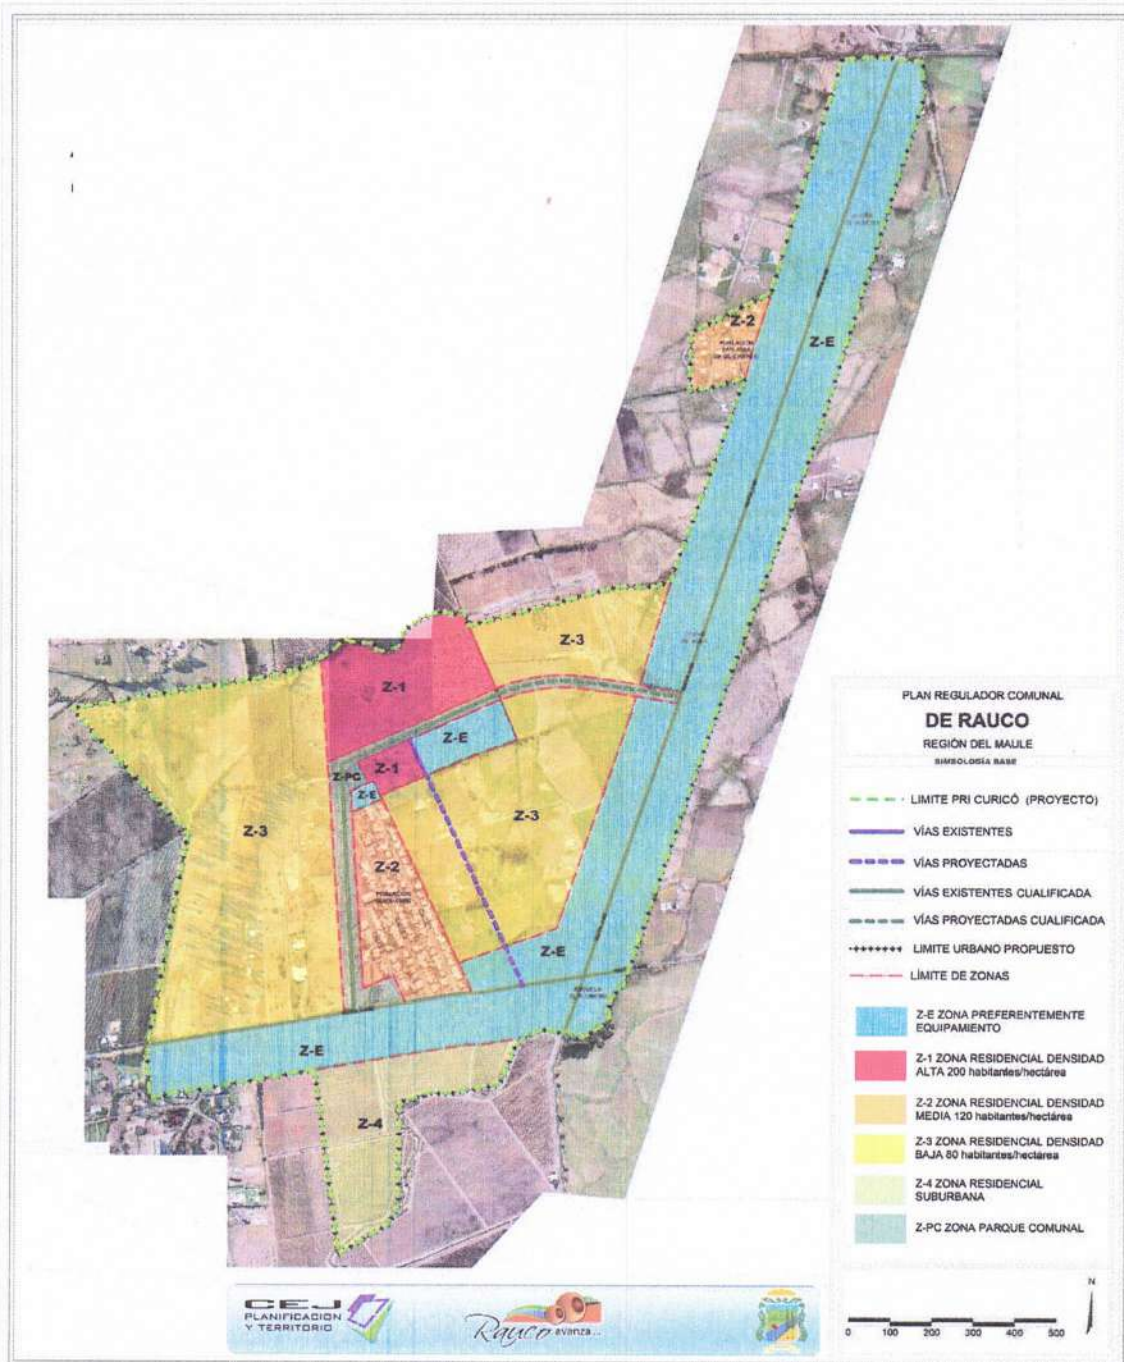 Z-2
Z-E
Z-3
Z-1
Z-E
Z-PC
Z-1
Z-E
Z-3
Z-3
Z-2
Z-E
Z-E
Z-4
PLAN REGULADOR COMUNAL
DE RAUCO
REGIÓN DEL MAULE
SIMBOLOGÍA BASE
LIMITE PRI CURICÓ (PROYECTO)
VÍAS EXISTENTES
VÍAS PROYECTADAS
VÍAS EXISTENTES CUALIFICADA
VÍAS PROYECTADAS CUALIFICADA
LIMITE URBANO PROPUESTO
LÍMITE DE ZONAS
Z-E ZONA PREFERENTEMENTE
EQUIPAMIENTO
Z-1 ZONA RESIDENCIAL DENSIDAD
ALTA 200 habitantes/hectárea
Z-2 ZONA RESIDENCIAL DENSIDAD
MEDIA 120 habitantes/hectárea
Z-3 ZONA RESIDENCIAL DENSIDAD
BAJA 80 habitantes/hectárea
Z-4 ZONA RESIDENCIAL
SUBURBANA
Z-PC ZONA PARQUE COMUNAL
N
0 100 200 300 400 500
CEJ
PLANIFICACION
Y TERRITORIO
Rauco avanza...